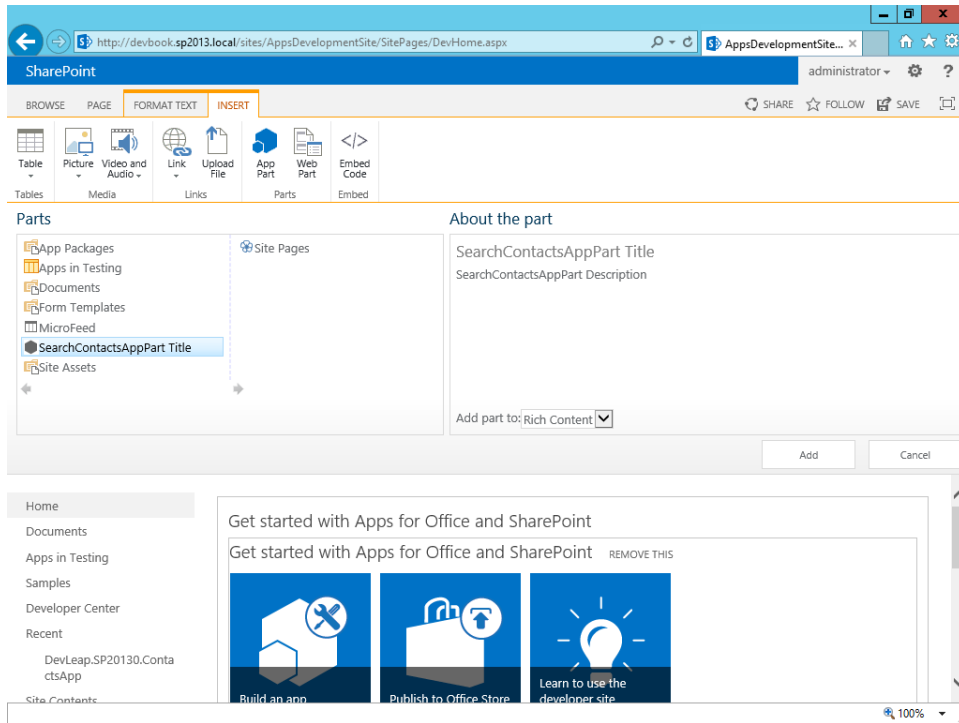 http://devbook.sp2013.local/sites/AppsDevelopmentSite/SitePages/DevHome.aspx
AppsDevelopmentSite...
SharePoint
administrator
?
BROWSE
PAGE
FORMAT TEXT
INSERT
SHARE
FOLLOW
SAVE
Table
Picture
Video and
Audio
Link
Upload
File
App
Part
Web
Part
</>
Embed
Code
Tables
Media
Links
Parts
Embed
Parts
App Packages
Apps in Testing
Documents
Form Templates
MicroFeed
SearchContactsAppPart Title
Site Assets
Site Pages
About the part
SearchContactsAppPart Title
SearchContactsAppPart Description
Add part to: Rich Content
Add
Cancel
Home
Documents
Apps in Testing
Samples
Developer Center
Recent
DevLeap.SP20130.Conta
ctsApp
Site Contents
Get started with Apps for Office and SharePoint
Get started with Apps for Office and SharePoint REMOVE THIS
Build an app
Publish to Office Store
Learn to use the
developer site
100%